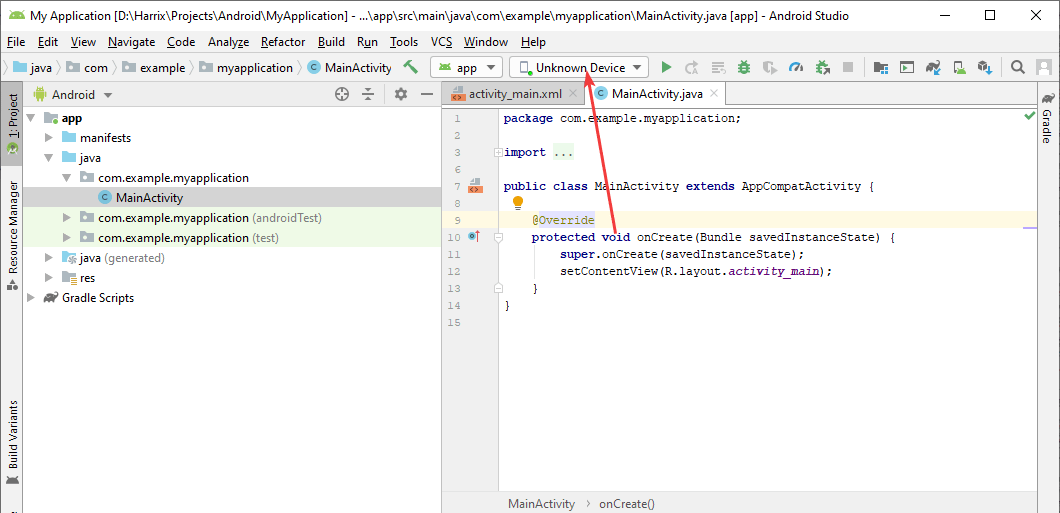 My Application [D:\Harrix\Projects\Android\MyApplication] - ...\app\src\main\java\com\example\myapplication\MainActivity.java [app] - Android Studio
File Edit View Navigate Code Analyze Refactor Build Run Tools VCS Window Help
java com example myapplication MainActivity app Unknown Device
Android
activity_main.xml MainActivity.java
1: Project
Resource Manager
Build Variants
app
manifests
java
com.example.myapplication
MainActivity
com.example.myapplication (androidTest)
com.example.myapplication (test)
java (generated)
res
Gradle Scripts
1 package com.example.myapplication;
2
3 import ...
6
7 public class MainActivity extends AppCompatActivity {
8
9 @Override
10 protected void onCreate(Bundle savedInstanceState) {
11 super.onCreate(savedInstanceState);
12 setContentView(R.layout.activity_main);
13 }
14 }
15
MainActivity onCreate()
Gradle